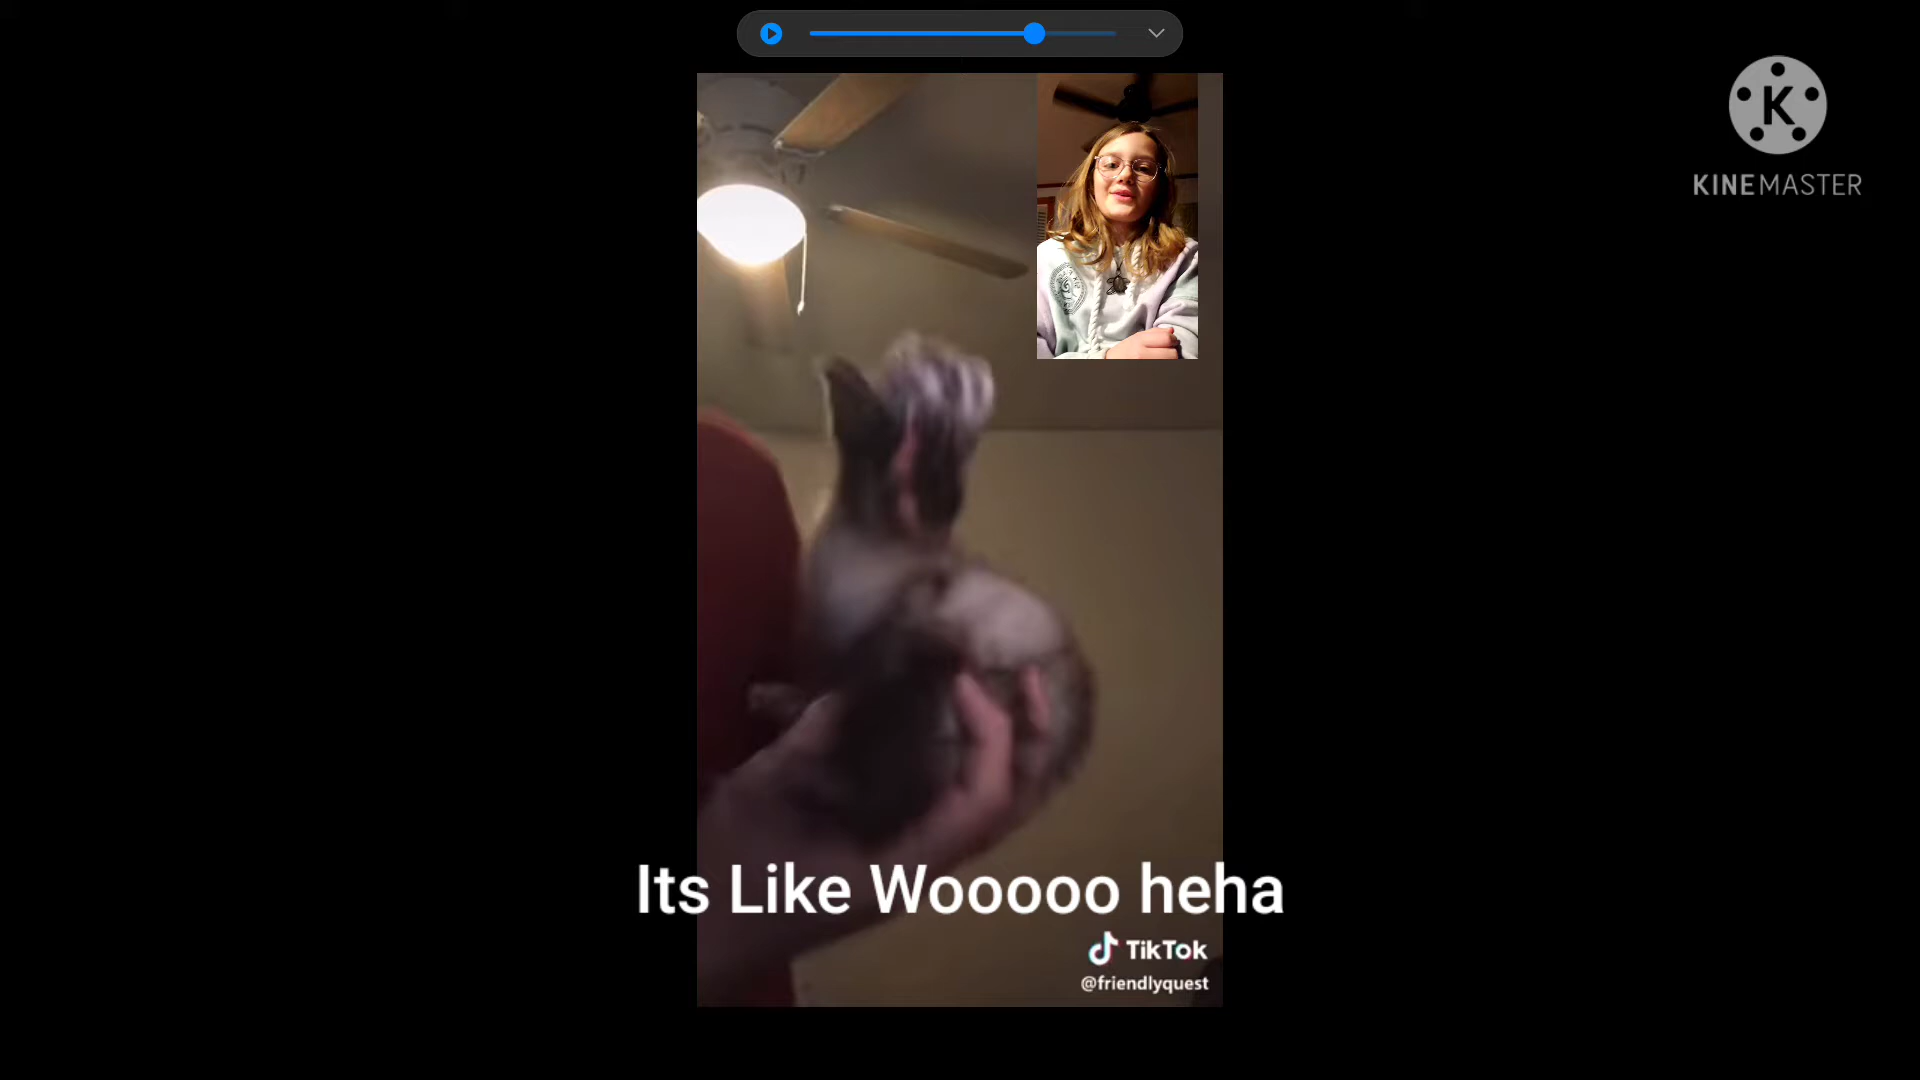 K
KINEMASTER
Its Like Wooooo heha
TikTok
@friendlyquest